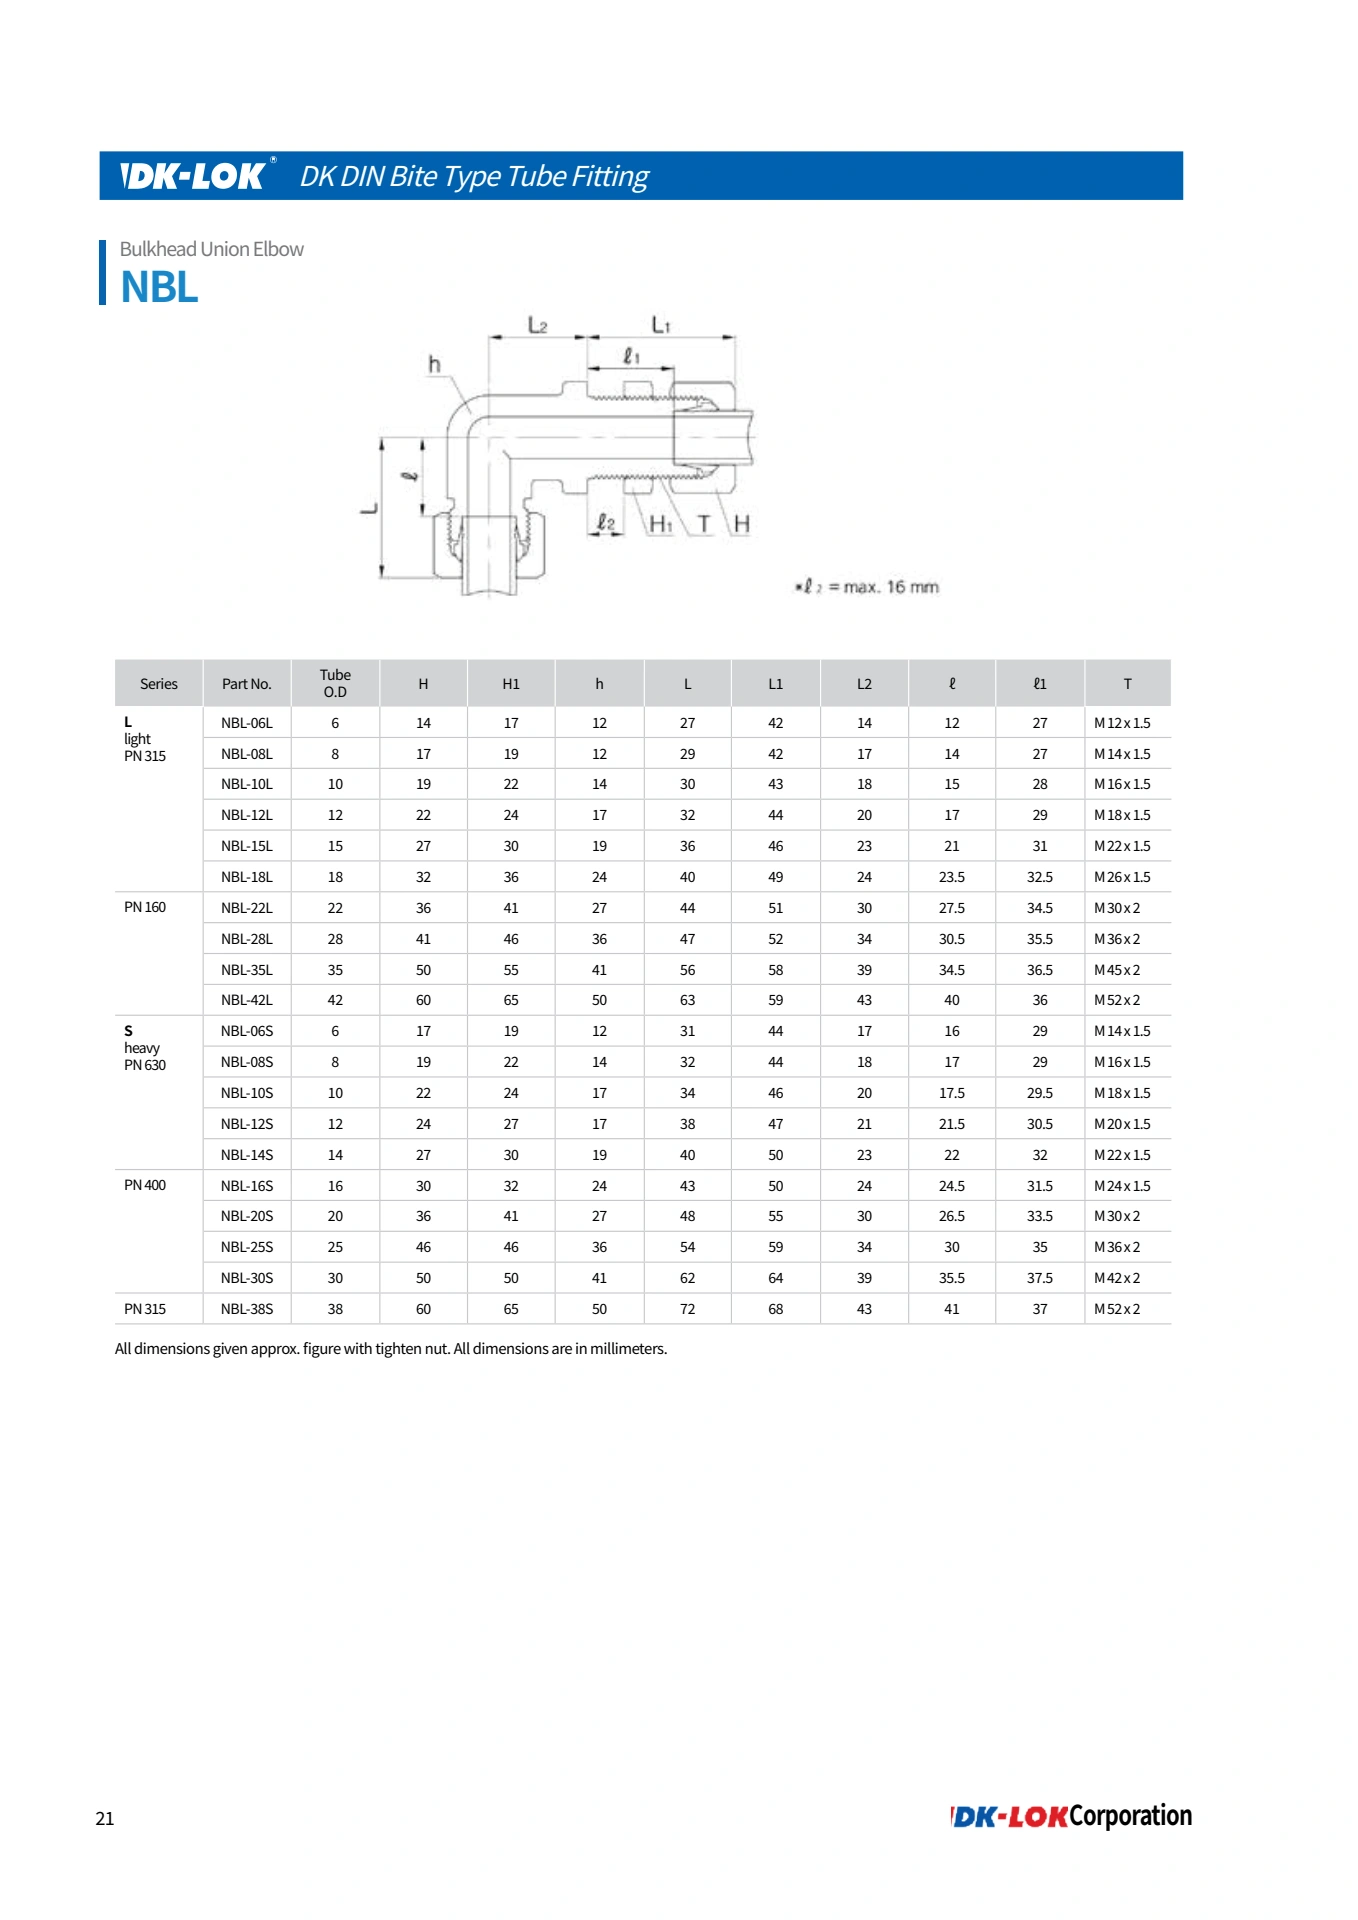 DK-LOK® DK DIN Bite Type Tube Fitting
Bulkhead Union Elbow
NBL
L2 L1
ℓ1
h
ℓ
L
ℓ2 H1 T H
*ℓ2 = max. 16 mm
Series Part No. Tube O.D H H1 h L L1 L2 ℓ ℓ1 T
L light PN 315 NBL-06L 6 14 17 12 27 42 14 12 27 M 12 x 1.5
NBL-08L 8 17 19 12 29 42 17 14 27 M 14 x 1.5
NBL-10L 10 19 22 14 30 43 18 15 28 M 16 x 1.5
NBL-12L 12 22 24 17 32 44 20 17 29 M 18 x 1.5
NBL-15L 15 27 30 19 36 46 23 21 31 M 22 x 1.5
NBL-18L 18 32 36 24 40 49 24 23.5 32.5 M 26 x 1.5
PN 160 NBL-22L 22 36 41 27 44 51 30 27.5 34.5 M 30 x 2
NBL-28L 28 41 46 36 47 52 34 30.5 35.5 M 36 x 2
NBL-35L 35 50 55 41 56 58 39 34.5 36.5 M 45 x 2
NBL-42L 42 60 65 50 63 59 43 40 36 M 52 x 2
S heavy PN 630 NBL-06S 6 17 19 12 31 44 17 16 29 M 14 x 1.5
NBL-08S 8 19 22 14 32 44 18 17 29 M 16 x 1.5
NBL-10S 10 22 24 17 34 46 20 17.5 29.5 M 18 x 1.5
NBL-12S 12 24 27 17 38 47 21 21.5 30.5 M 20 x 1.5
NBL-14S 14 27 30 19 40 50 23 22 32 M 22 x 1.5
PN 400 NBL-16S 16 30 32 24 43 50 24 24.5 31.5 M 24 x 1.5
NBL-20S 20 36 41 27 48 55 30 26.5 33.5 M 30 x 2
NBL-25S 25 46 46 36 54 59 34 30 35 M 36 x 2
NBL-30S 30 50 50 41 62 64 39 35.5 37.5 M 42 x 2
PN 315 NBL-38S 38 60 65 50 72 68 43 41 37 M 52 x 2
All dimensions given approx. figure with tighten nut. All dimensions are in millimeters.
21 DK-LOK Corporation